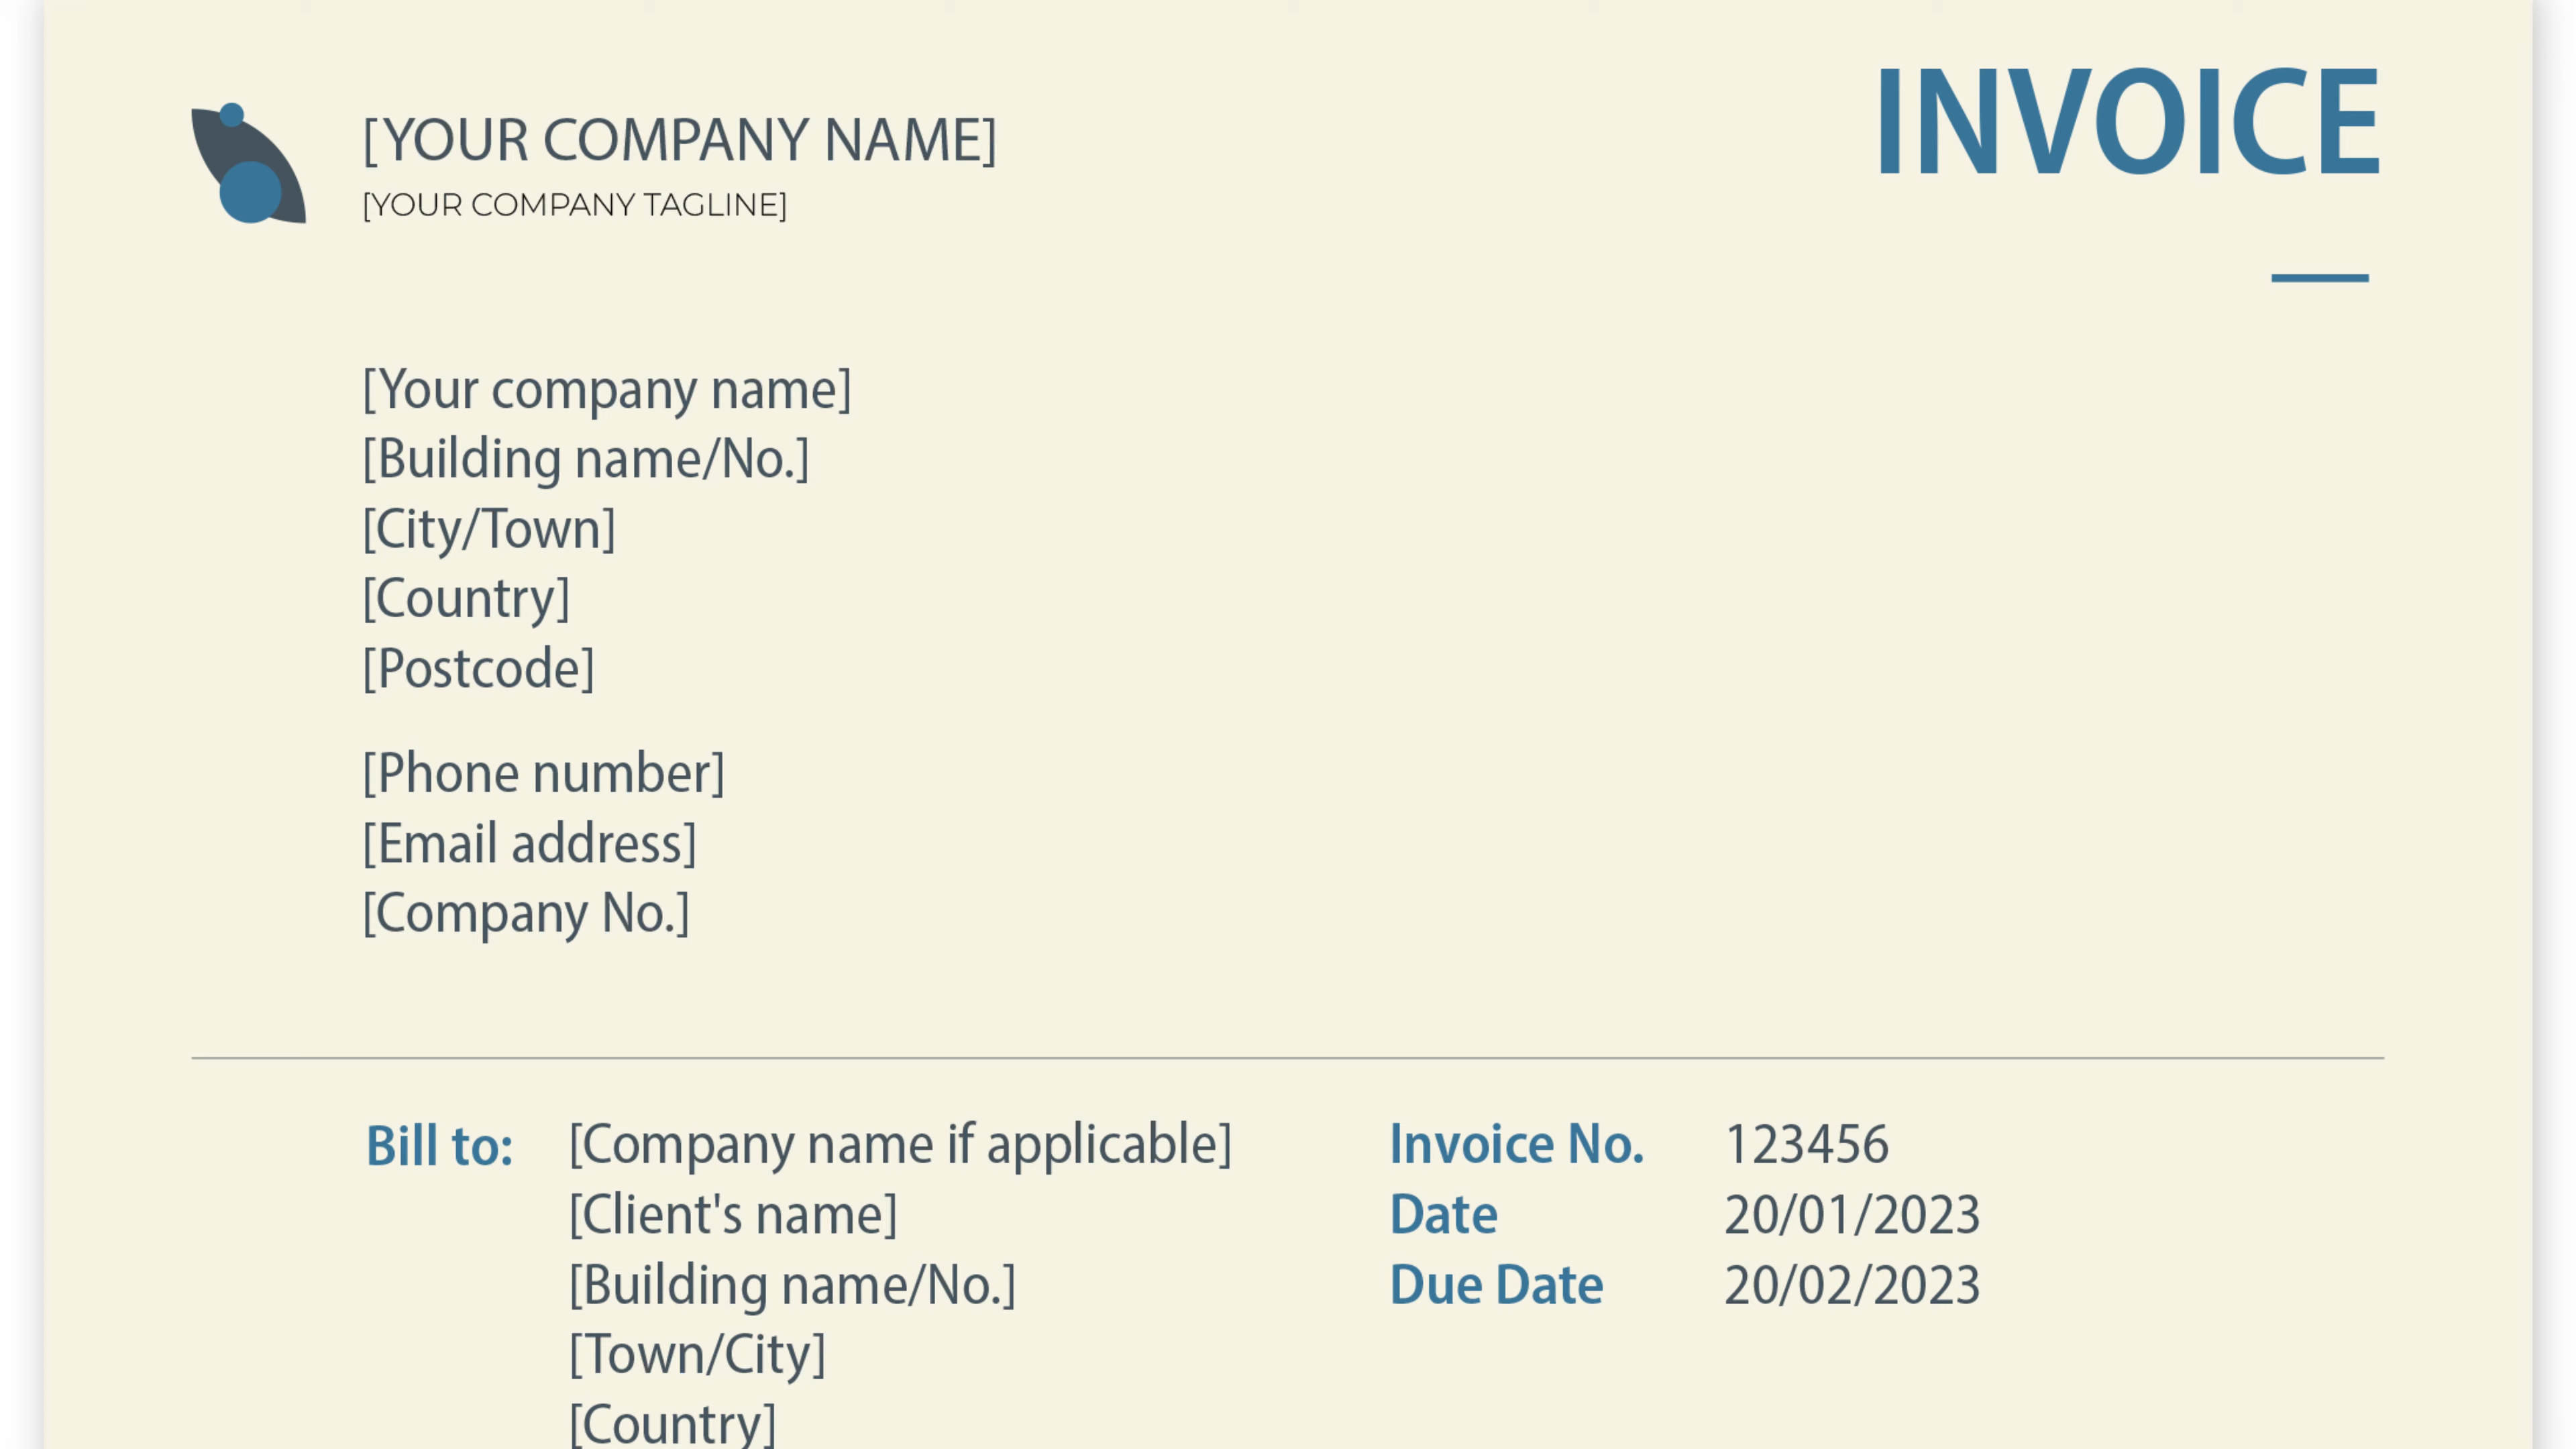 [YOUR COMPANY NAME]
[YOUR COMPANY TAGLINE]
INVOICE
[Your company name]
[Building name/No.]
[City/Town]
[Country]
[Postcode]
[Phone number]
[Email address]
[Company No.]
Bill to: [Company name if applicable]
[Client's name]
[Building name/No.]
[Town/City]
[Country]
Invoice No. 123456
Date 20/01/2023
Due Date 20/02/2023